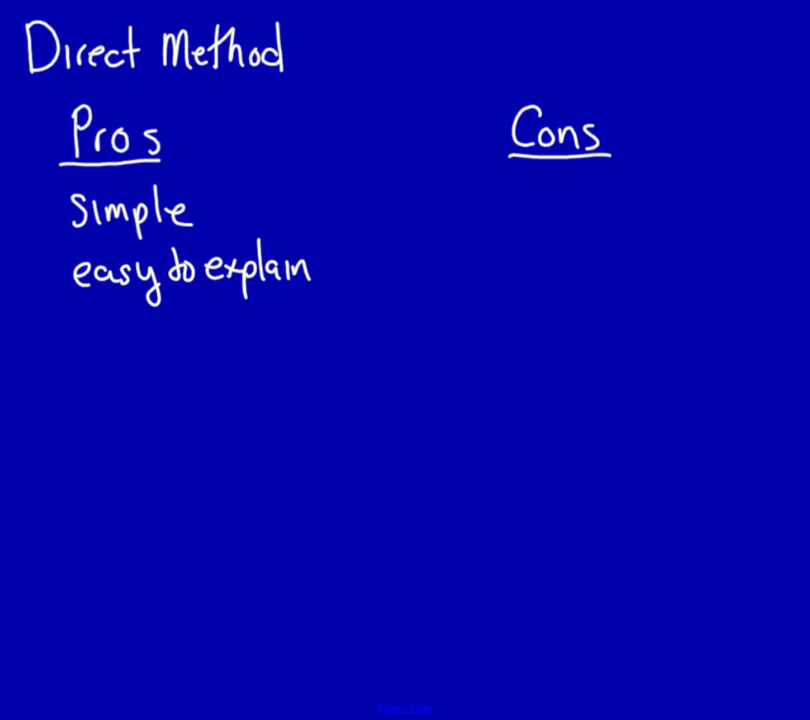 Direct Method
Pros
Cons
simple
easy to explain